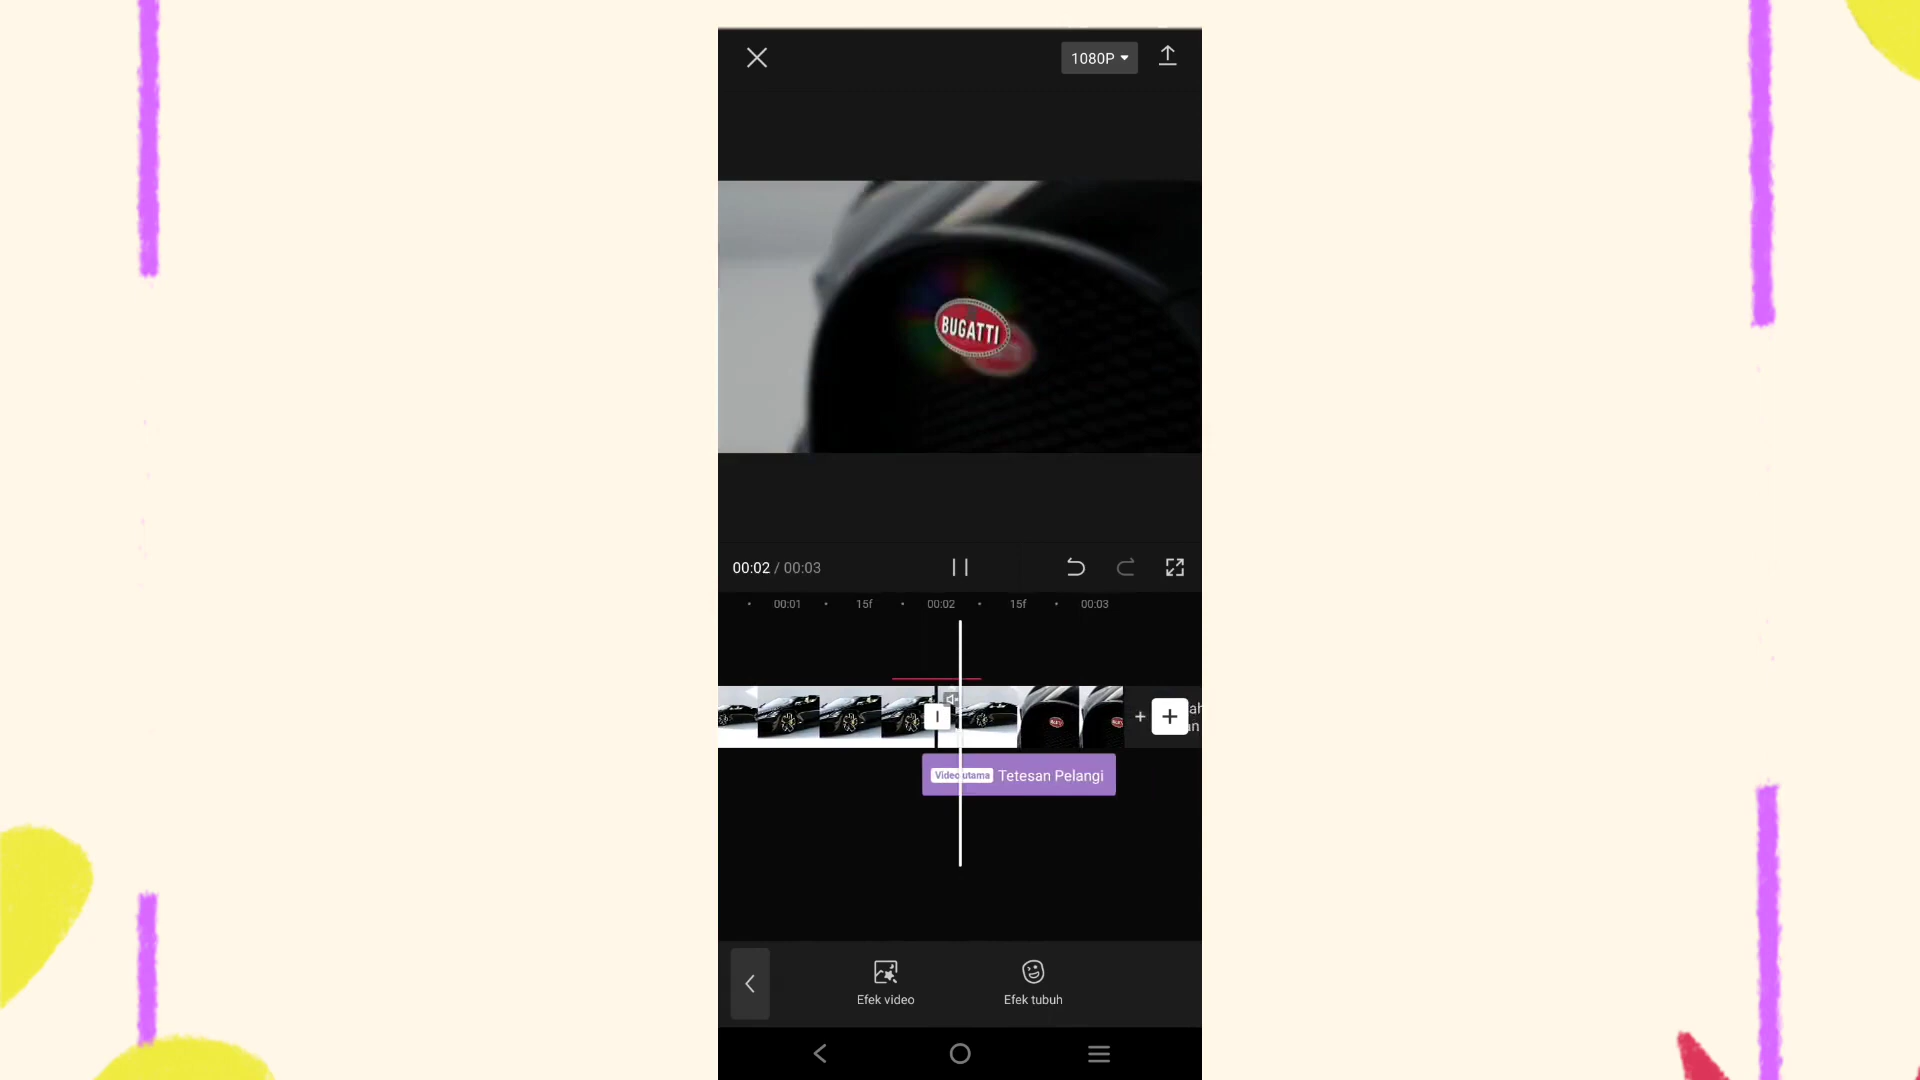 1080P
BUGATTI
00:02 / 00:03
00:01 15f 00:02 15f 00:03
Video utama Tetesan Pelangi
Efek video Efek tubuh